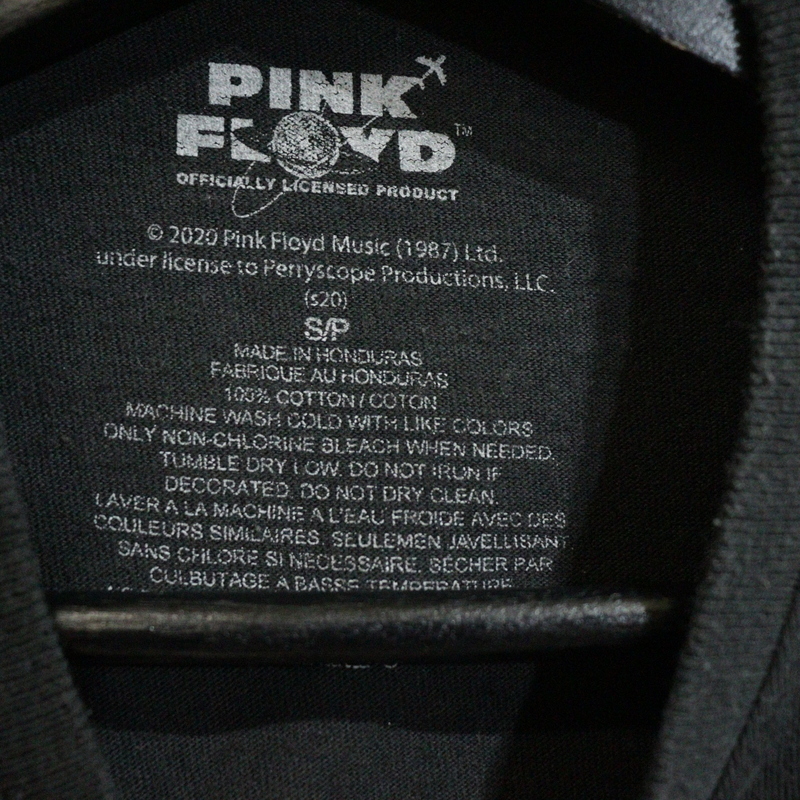 PINK
FLOYD™
OFFICIALLY LICENSED PRODUCT
© 2020 Pink Floyd Music (1987) Ltd.
under license to Perryscope Productions, LLC.
(s20)
S/P
MADE IN HONDURAS
FABRIQUE AU HONDURAS
100% COTTON / COTON
MACHINE WASH COLD WITH LIKE COLORS
ONLY NON-CHLORINE BLEACH WHEN NEEDED.
TUMBLE DRY LOW. DO NOT IRON IF
DECORATED. DO NOT DRY CLEAN.
LAVER A LA MACHINE A L'EAU FROIDE AVEC DES
COULEURS SIMILAIRES. SEULEMEN JAVELLISANT
SANS CHLORE SI NECESSAIRE. SECHER PAR
CULBUTAGE A BASSE TEMPERATURE